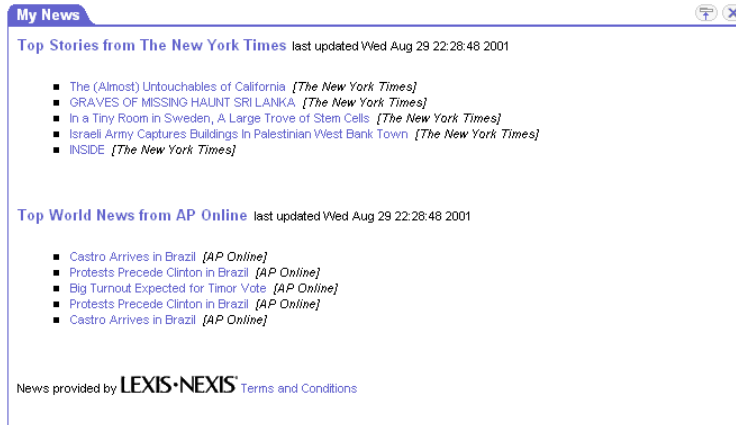 My News
Top Stories from The New York Times last updated Wed Aug 29 22:28:48 2001
The (Almost) Untouchables of California [The New York Times]
GRAVES OF MISSING HAUNT SRI LANKA [The New York Times]
In a Tiny Room in Sweden, A Large Trove of Stem Cells [The New York Times]
Israeli Army Captures Buildings In Palestinian West Bank Town [The New York Times]
INSIDE [The New York Times]
Top World News from AP Online last updated Wed Aug 29 22:28:48 2001
Castro Arrives in Brazil [AP Online]
Protests Precede Clinton in Brazil [AP Online]
Big Turnout Expected for Timor Vote [AP Online]
Protests Precede Clinton in Brazil [AP Online]
Castro Arrives in Brazil [AP Online]
News provided by LEXIS·NEXIS Terms and Conditions